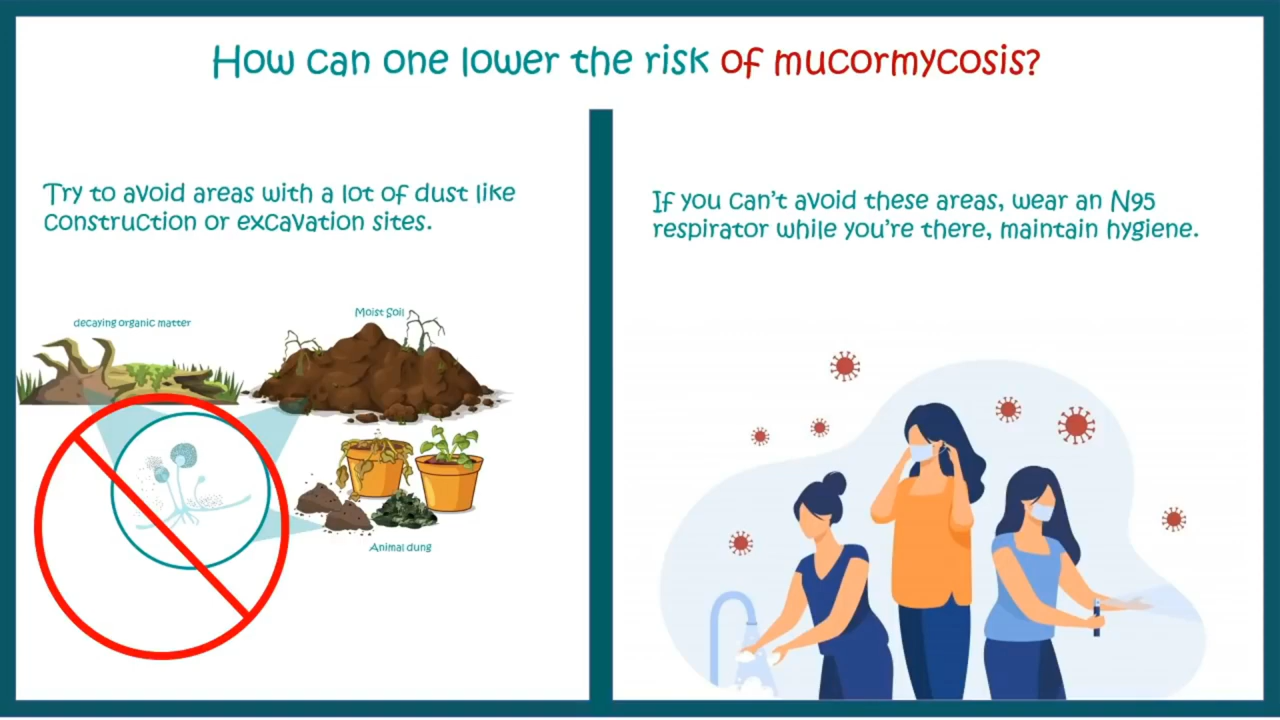 How can one lower the risk of mucormycosis?
Try to avoid areas with a lot of dust like
construction or excavation sites.
decaying organic matter
Moist Soil
Animal dung
If you can't avoid these areas, wear an N95
respirator while you're there, maintain hygiene.